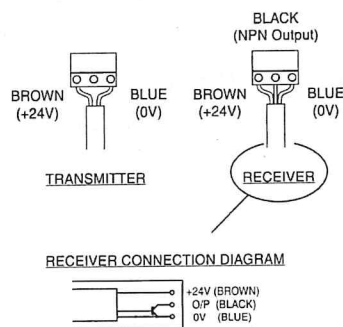 BLACK
(NPN Output)
BROWN
(+24V)
BLUE
(0V)
BROWN
(+24V)
BLUE
(0V)
TRANSMITTER
RECEIVER
RECEIVER CONNECTION DIAGRAM
+24V (BROWN)
O/P (BLACK)
0V (BLUE)